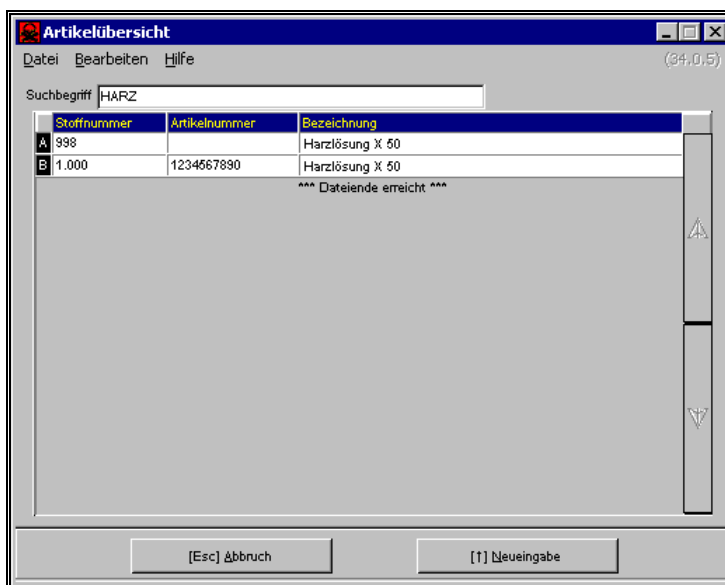 Artikelübersicht
Datei Bearbeiten Hilfe (34,0,5)
Suchbegriff HARZ
Stoffnummer Artikelnummer Bezeichnung
A 998 Harzlösung X 50
B 1.000 1234567890 Harzlösung X 50
*** Dateiende erreicht ***
[Esc] Abbruch [↑] Neueingabe